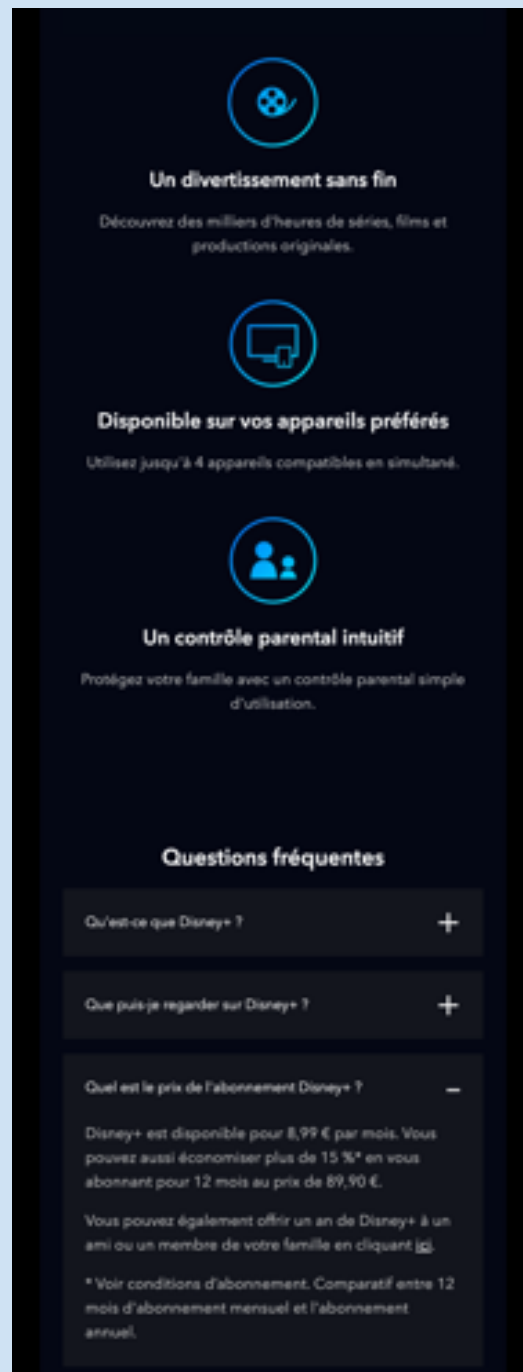 Un divertissement sans fin
Découvrez des milliers d'heures de séries, films et
productions originales.
Disponible sur vos appareils préférés
Utilisez jusqu'à 4 appareils compatibles en simultané.
Un contrôle parental intuitif
Protégez votre famille avec un contrôle parental simple
d'utilisation.
Questions fréquentes
Qu'est-ce que Disney+ ?
Que puis-je regarder sur Disney+ ?
Quel est le prix de l'abonnement Disney+ ?
Disney+ est disponible pour 8,99 € par mois. Vous
pouvez aussi économiser plus de 15 %* en vous
abonnant pour 12 mois au prix de 89,90 €.
Vous pouvez également offrir un an de Disney+ à un
ami ou un membre de votre famille en cliquant ici.
* Voir conditions d'abonnement. Comparatif entre 12
mois d'abonnement mensuel et l'abonnement
annuel.